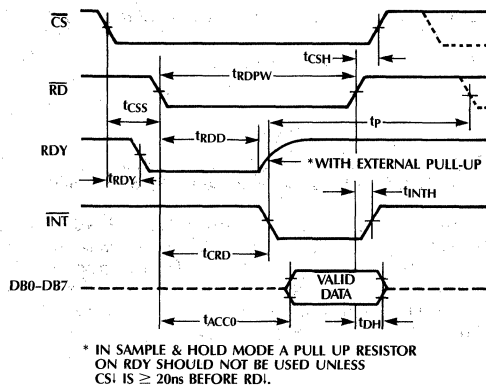 CS
tCSH
tRDPW
RD
tCSS
tP
tRDD
RDY
*WITH EXTERNAL PULL-UP
tRDY
tINTH
INT
tCRD
DB0-DB7
VALID
DATA
tACC0
tDH
* IN SAMPLE & HOLD MODE A PULL UP RESISTOR
ON RDY SHOULD NOT BE USED UNLESS
CS↓ IS ≥ 20ns BEFORE RD↓.